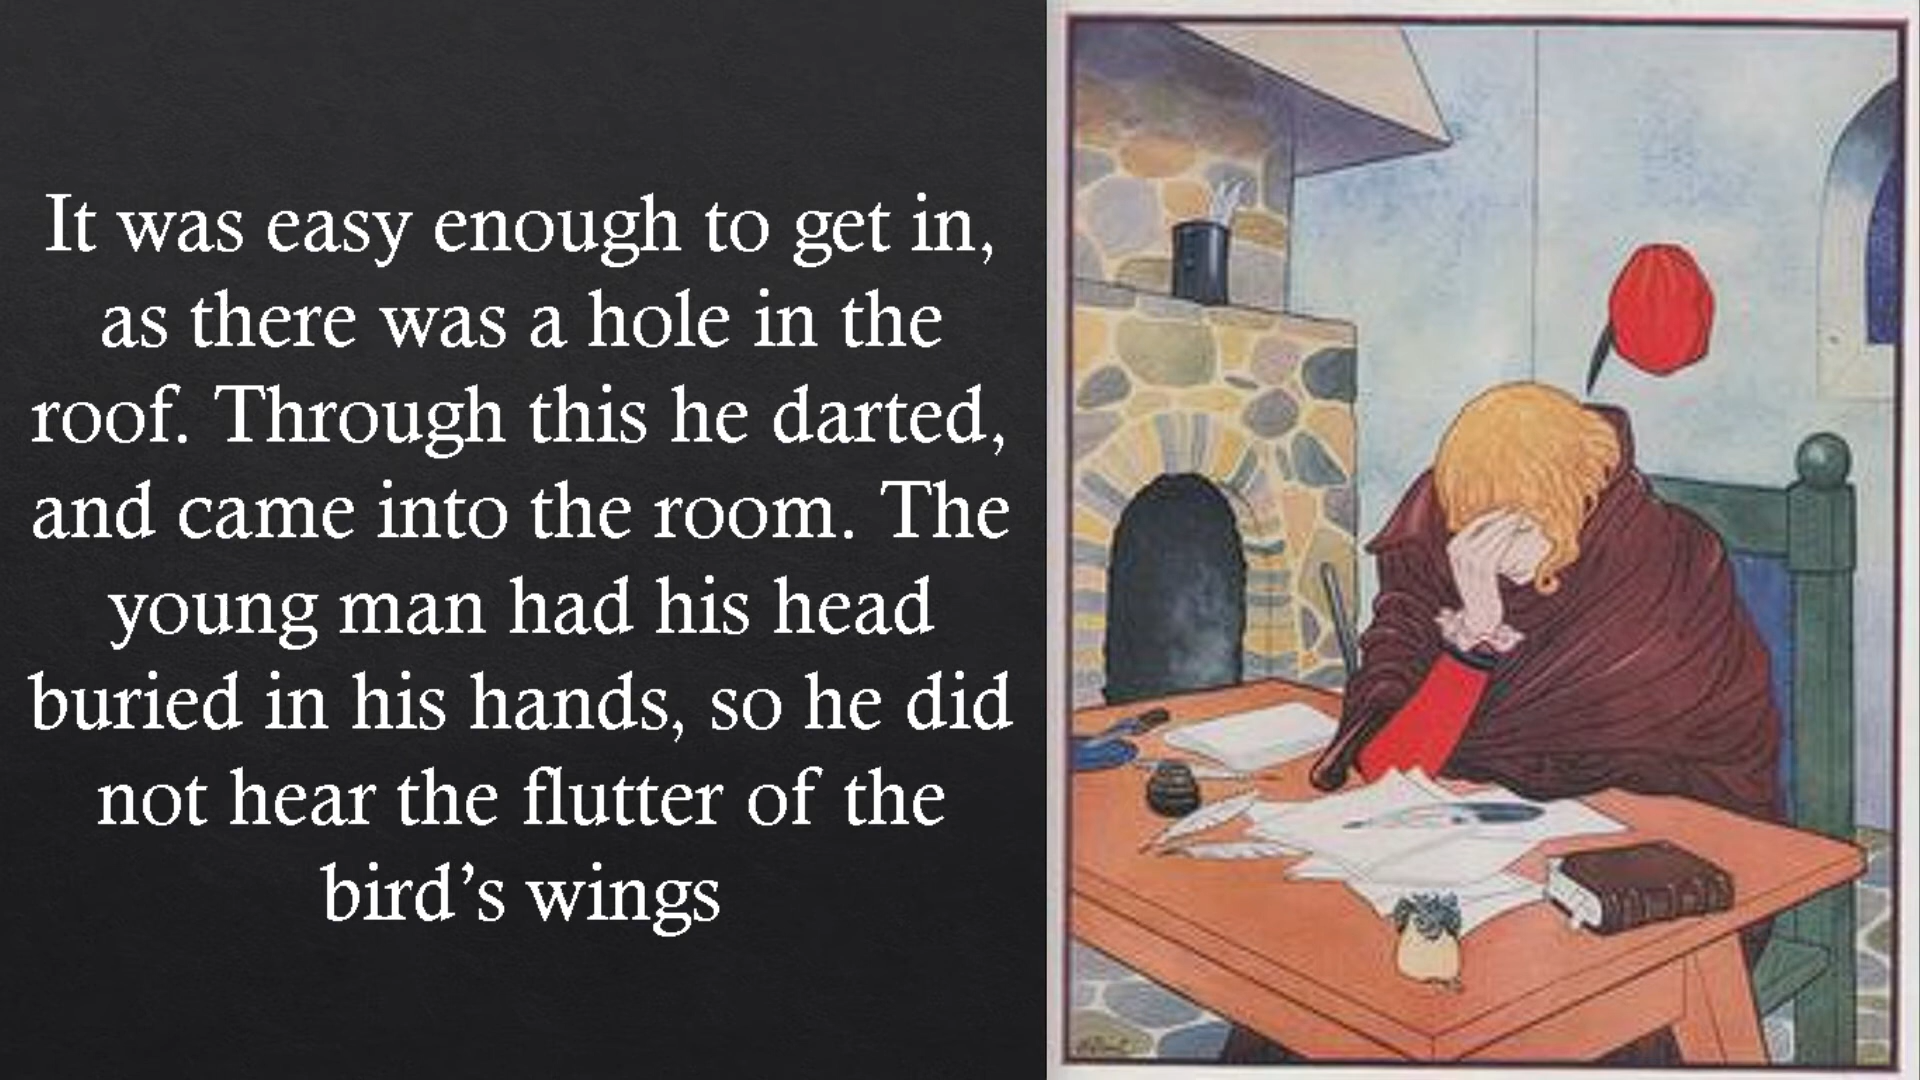 It was easy enough to get in,
as there was a hole in the
roof. Through this he darted,
and came into the room. The
young man had his head
buried in his hands, so he did
not hear the flutter of the
bird’s wings